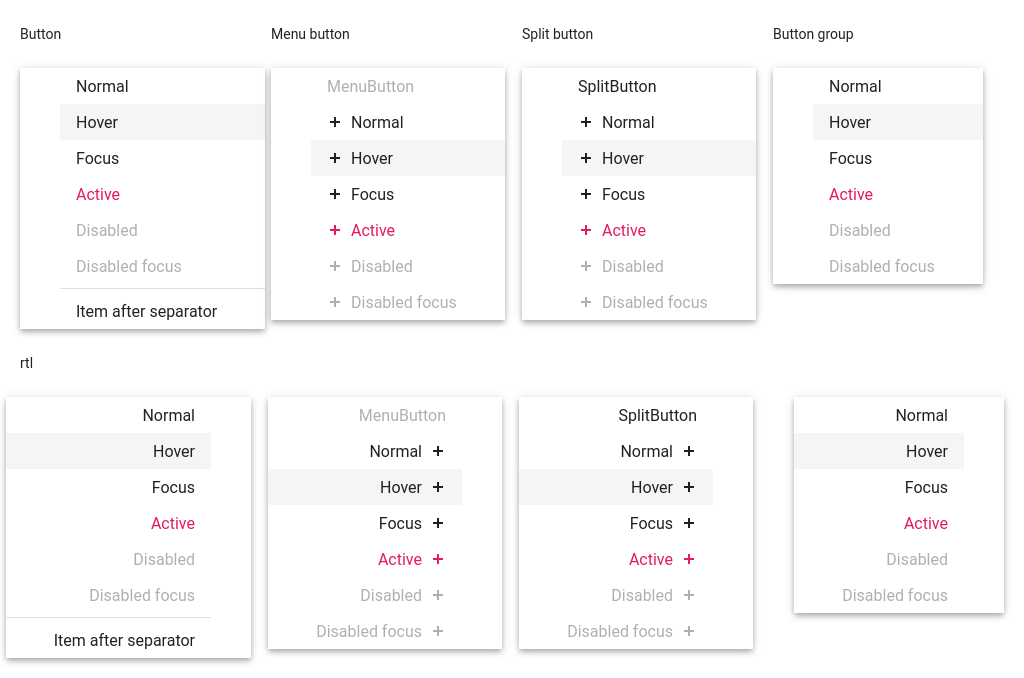 Button
Menu button
Split button
Button group
Normal
Hover
Focus
Active
Disabled
Disabled focus
Item after separator
MenuButton
+ Normal
+ Hover
+ Focus
+ Active
+ Disabled
+ Disabled focus
SplitButton
+ Normal
+ Hover
+ Focus
+ Active
+ Disabled
+ Disabled focus
Normal
Hover
Focus
Active
Disabled
Disabled focus
rtl
Normal
Hover
Focus
Active
Disabled
Disabled focus
Item after separator
MenuButton
Normal +
Hover +
Focus +
Active +
Disabled +
Disabled focus +
SplitButton
Normal +
Hover +
Focus +
Active +
Disabled +
Disabled focus +
Normal
Hover
Focus
Active
Disabled
Disabled focus